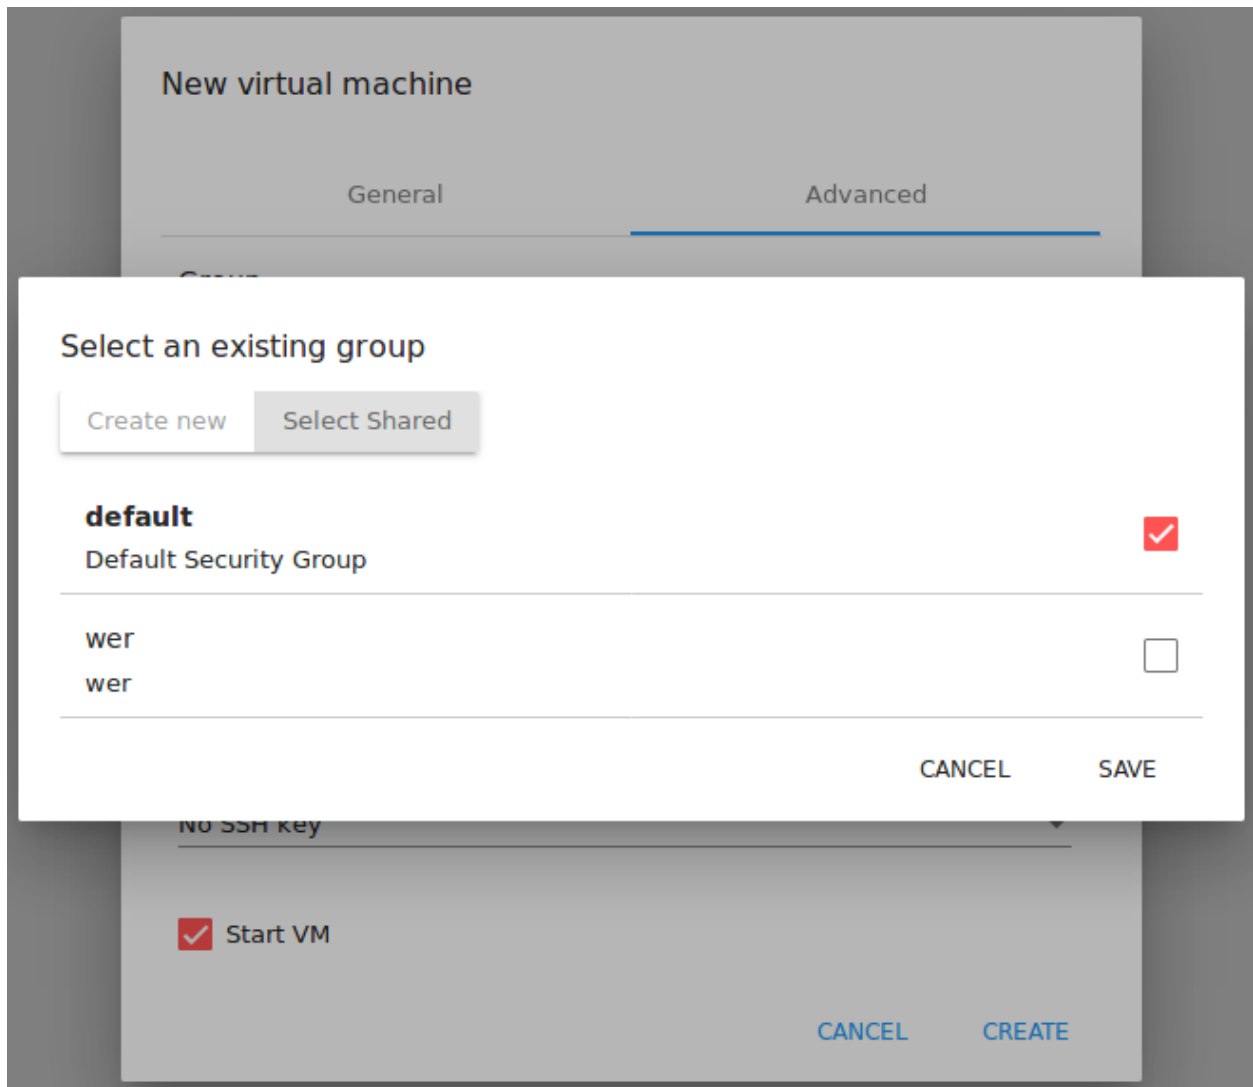 New virtual machine
General Advanced
Group
Select an existing group
Create new Select Shared
default
Default Security Group
wer
wer
CANCEL SAVE
No SSH key
Start VM
CANCEL CREATE